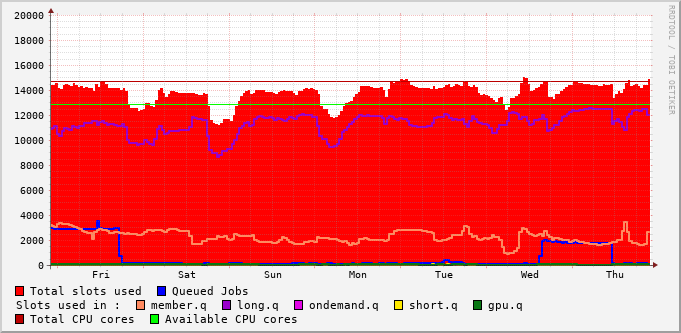 20000
18000
16000
14000
12000
10000
8000
6000
4000
2000
0
Fri Sat Sun Mon Tue Wed Thu
RRDTOOL / TOBI OETIKER
Total slots used Queued Jobs
Slots used in : member.q long.q ondemand.q short.q gpu.q
Total CPU cores Available CPU cores